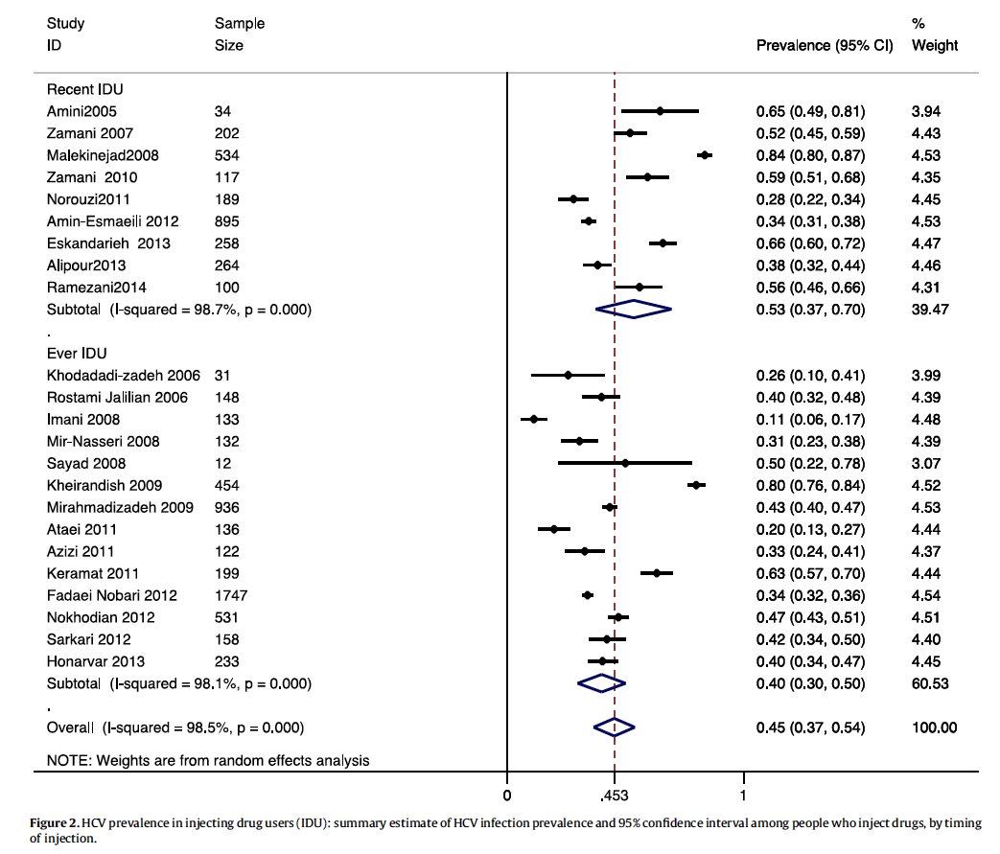 Study Sample %
ID Size Prevalence (95% CI) Weight
Recent IDU
Amini2005 34 0.65 (0.49, 0.81) 3.94
Zamani 2007 202 0.52 (0.45, 0.59) 4.43
Malekinejad2008 534 0.84 (0.80, 0.87) 4.53
Zamani 2010 117 0.59 (0.51, 0.68) 4.35
Norouzi2011 189 0.28 (0.22, 0.34) 4.45
Amin-Esmaeili 2012 895 0.34 (0.31, 0.38) 4.53
Eskandarieh 2013 258 0.66 (0.60, 0.72) 4.47
Alipour2013 264 0.38 (0.32, 0.44) 4.46
Ramezani2014 100 0.56 (0.46, 0.66) 4.31
Subtotal (I-squared = 98.7%, p = 0.000) 0.53 (0.37, 0.70) 39.47
.
Ever IDU
Khodadadi-zadeh 2006 31 0.26 (0.10, 0.41) 3.99
Rostami Jalilian 2006 148 0.40 (0.32, 0.48) 4.39
Imani 2008 133 0.11 (0.06, 0.17) 4.48
Mir-Nasseri 2008 132 0.31 (0.23, 0.38) 4.39
Sayad 2008 12 0.50 (0.22, 0.78) 3.07
Kheirandish 2009 454 0.80 (0.76, 0.84) 4.52
Mirahmadizadeh 2009 936 0.43 (0.40, 0.47) 4.53
Ataei 2011 136 0.20 (0.13, 0.27) 4.44
Azizi 2011 122 0.33 (0.24, 0.41) 4.37
Keramat 2011 199 0.63 (0.57, 0.70) 4.44
Fadaei Nobari 2012 1747 0.34 (0.32, 0.36) 4.54
Nokhodian 2012 531 0.47 (0.43, 0.51) 4.51
Sarkari 2012 158 0.42 (0.34, 0.50) 4.40
Honarvar 2013 233 0.40 (0.34, 0.47) 4.45
Subtotal (I-squared = 98.1%, p = 0.000) 0.40 (0.30, 0.50) 60.53
.
Overall (I-squared = 98.5%, p = 0.000) 0.45 (0.37, 0.54) 100.00
NOTE: Weights are from random effects analysis
0 .453 1
Figure 2. HCV prevalence in injecting drug users (IDU): summary estimate of HCV infection prevalence and 95% confidence interval among people who inject drugs, by timing
of injection.